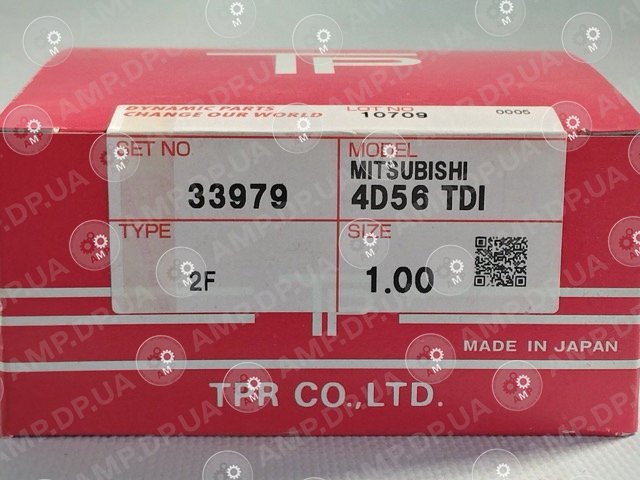 TP
DYNAMIC PARTS
CHANGE OUR WORLD
LOT NO
10709
0005
SET NO
33979
MODEL
MITSUBISHI
4D56 TDI
TYPE
2F
SIZE
1.00
MADE IN JAPAN
TPR CO.,LTD.
AMP.DP.UA